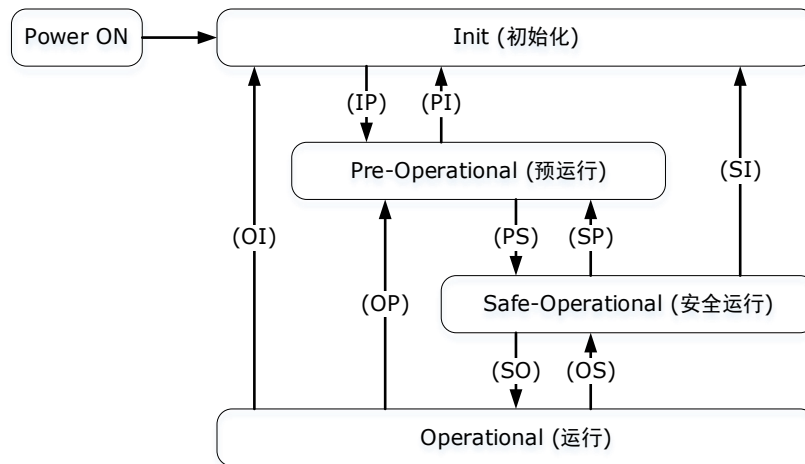 Power ON
Init (初始化)
(IP)
(PI)
Pre-Operational (预运行)
(SI)
(OI)
(PS)
(SP)
(OP)
Safe-Operational (安全运行)
(SO)
(OS)
Operational (运行)